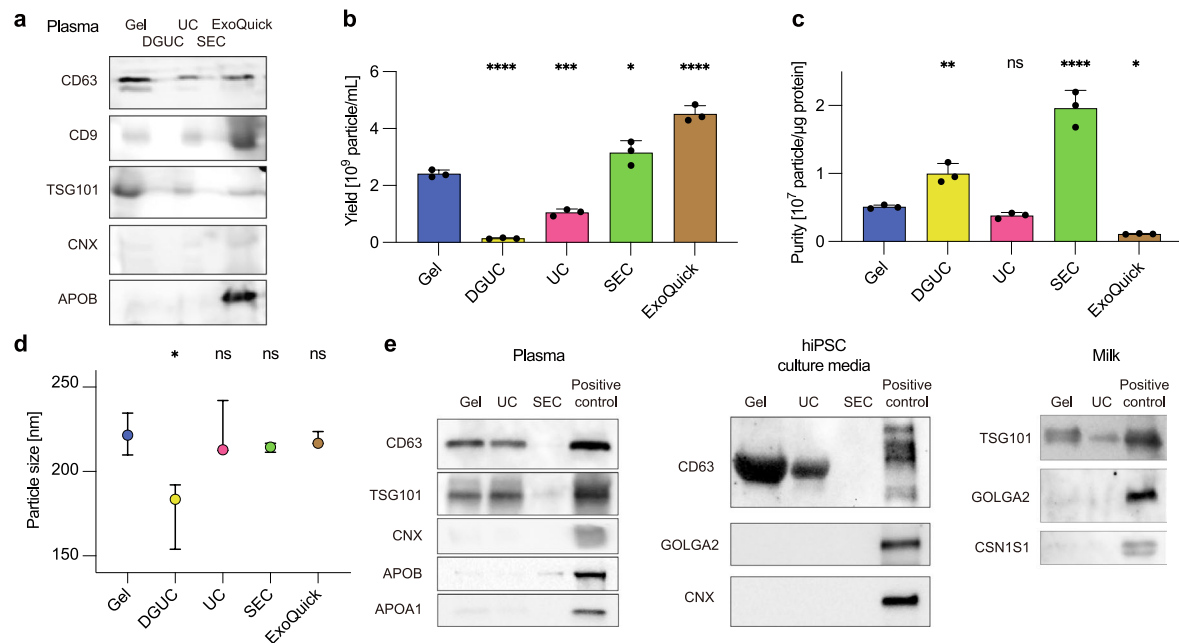 a
Plasma
Gel UC ExoQuick
DGUC SEC
CD63
CD9
TSG101
CNX
APOB
b
**** *** * ****
Yield [10⁹ particle/mL]
6
4
2
0
Gel DGUC UC SEC ExoQuick
c
** ns **** *
Purity [10⁷ particle/µg protein]
2
1
0
Gel DGUC UC SEC ExoQuick
d
* ns ns ns
Particle size [nm]
250
200
150
Gel DGUC UC SEC ExoQuick
e
Plasma
Gel UC SEC Positive
control
CD63
TSG101
CNX
APOB
APOA1
hiPSC
culture media
Gel UC SEC Positive
control
CD63
GOLGA2
CNX
Milk
Gel UC Positive
control
TSG101
GOLGA2
CSN1S1